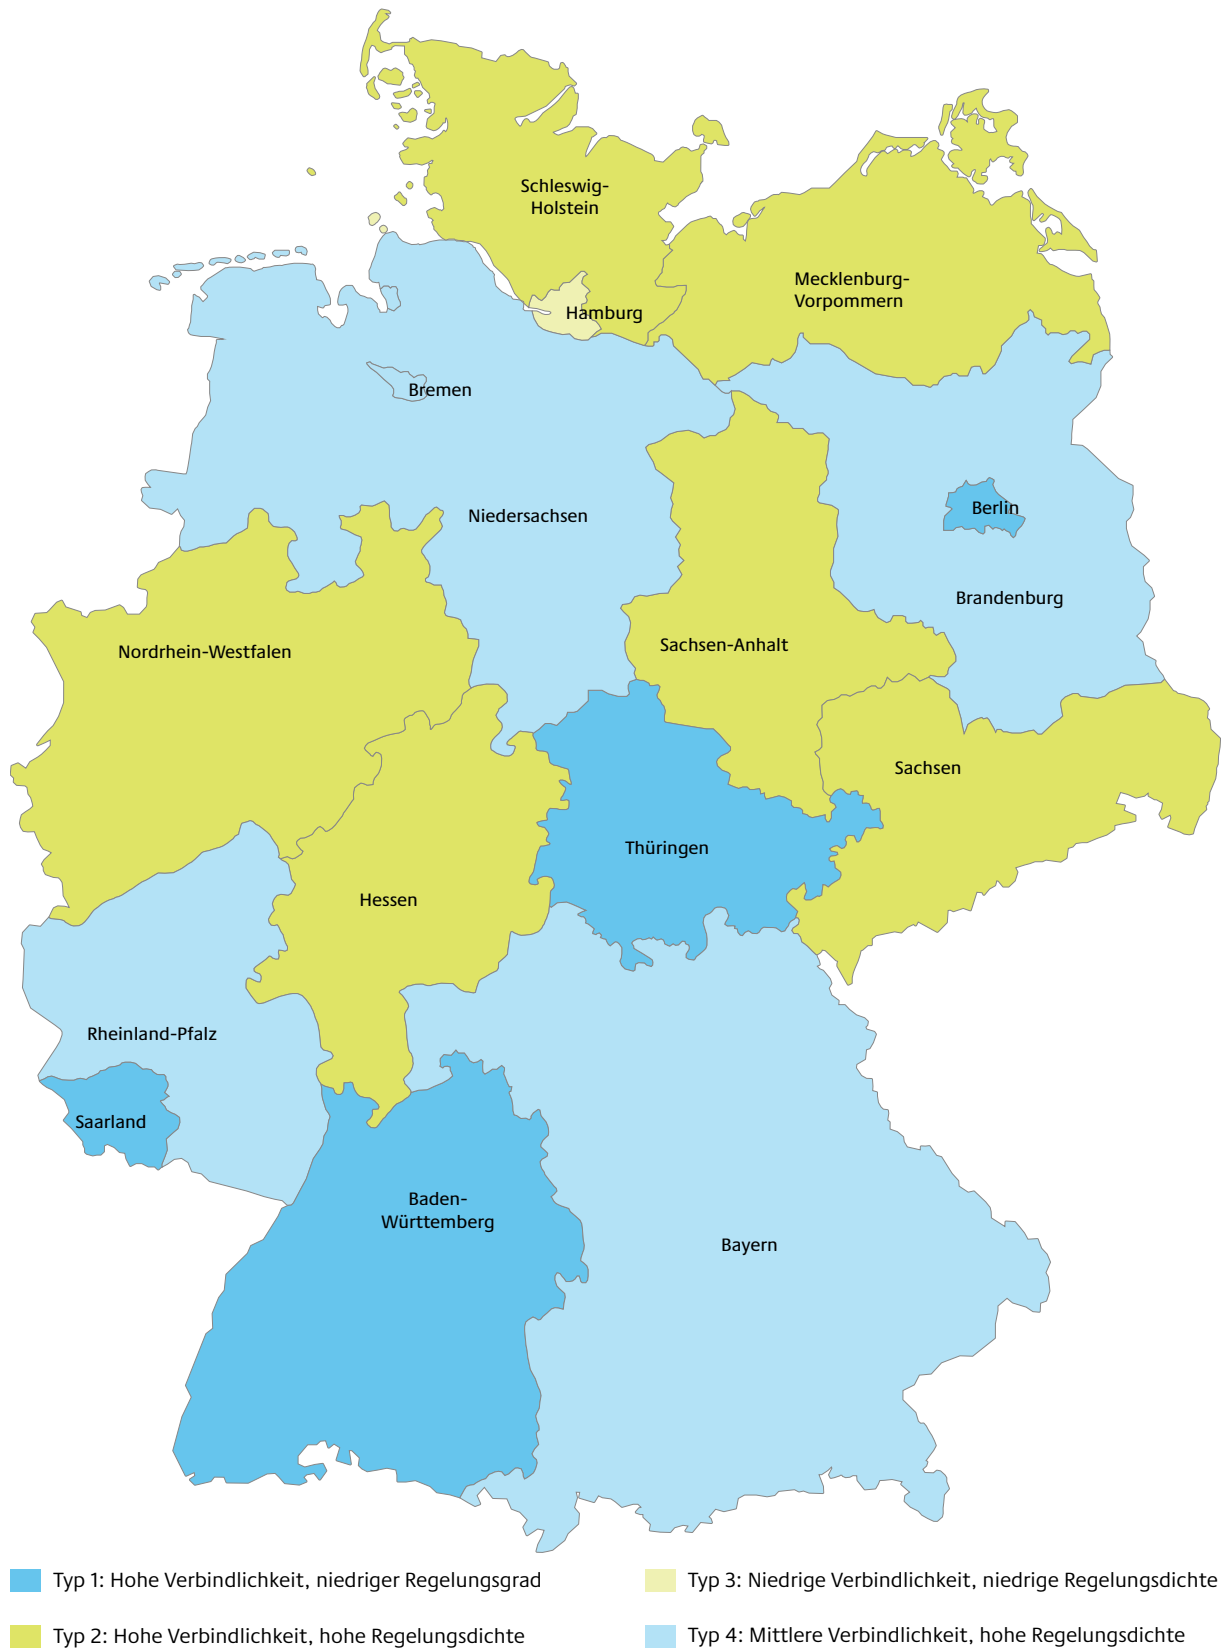 Schleswig-
Holstein
Mecklenburg-
Vorpommern
Hamburg
Bremen
Berlin
Niedersachsen
Brandenburg
Sachsen-Anhalt
Nordrhein-Westfalen
Sachsen
Thüringen
Hessen
Rheinland-Pfalz
Saarland
Baden-
Württemberg
Bayern
Typ 1: Hohe Verbindlichkeit, niedriger Regelungsgrad
Typ 2: Hohe Verbindlichkeit, hohe Regelungsdichte
Typ 3: Niedrige Verbindlichkeit, niedrige Regelungsdichte
Typ 4: Mittlere Verbindlichkeit, hohe Regelungsdichte